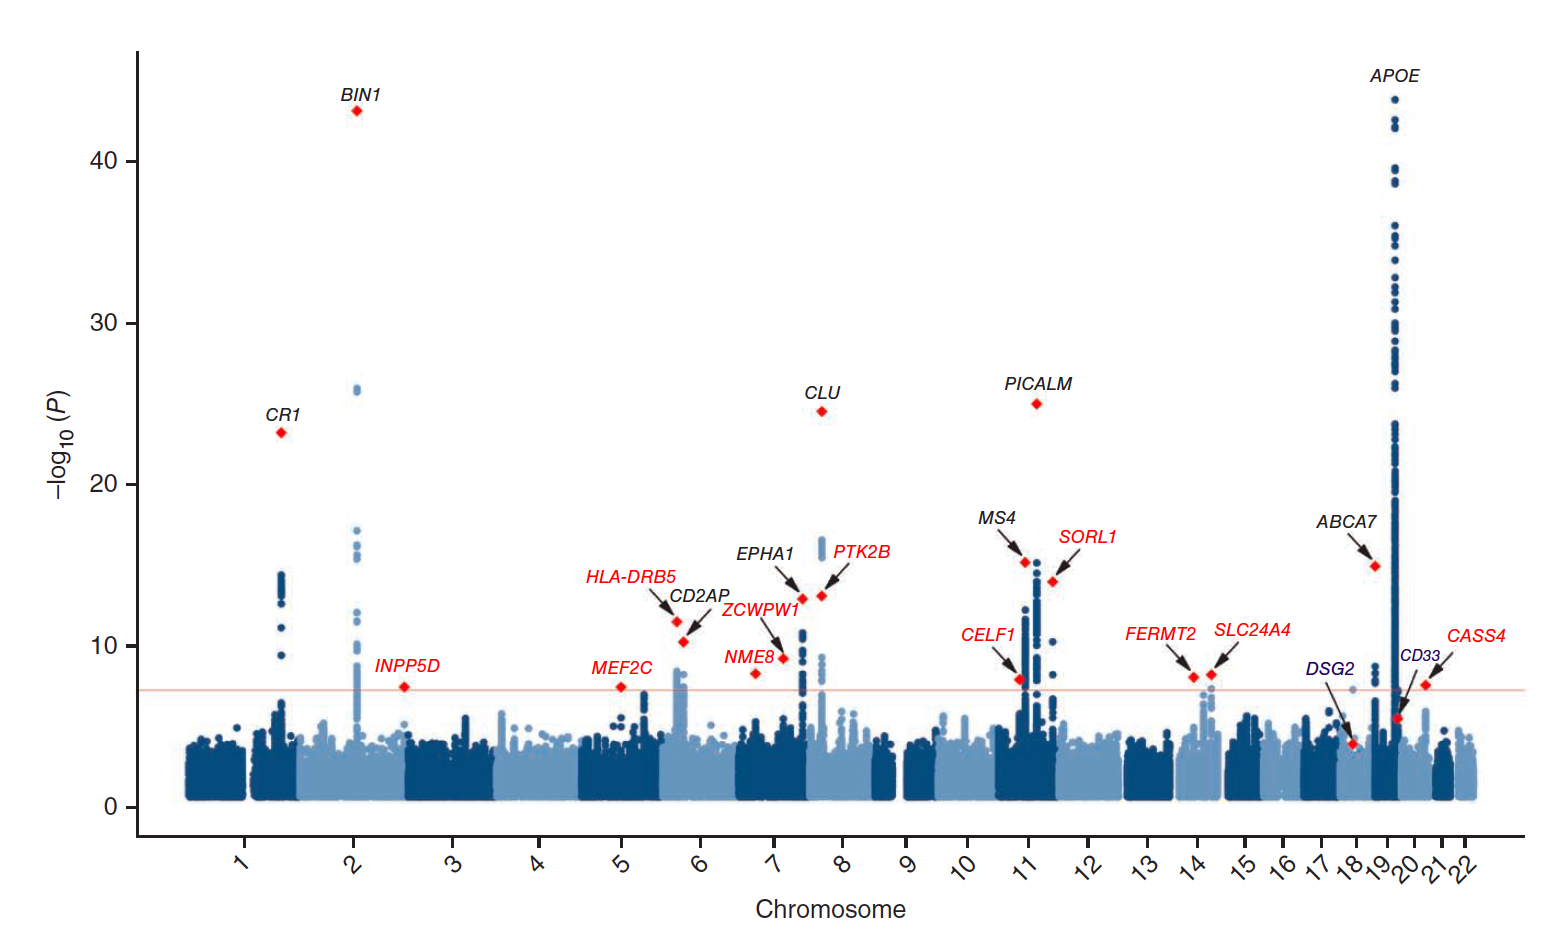 APOE
BIN1
40
30
CLU
PICALM
CR1
–log10 (P)
20
MS4
ABCA7
SORL1
EPHA1
PTK2B
HLA-DRB5
CD2AP
ZCWPW1
10
CELF1
FERMT2
SLC24A4
CASS4
INPP5D
MEF2C
NME8
DSG2
CD33
0
1 2 3 4 5 6 7 8 9 10 11 12 13 14 15 16 17 18 19 20 21 22
Chromosome